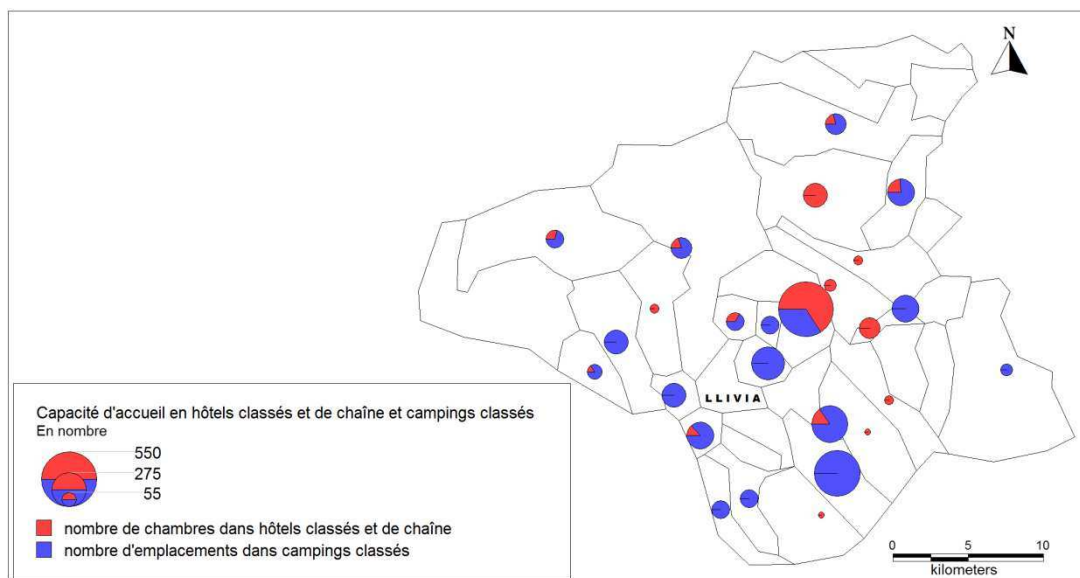 N
LLIVIA
Capacité d'accueil en hôtels classés et de chaîne et campings classés
En nombre
550
275
55
nombre de chambres dans hôtels classés et de chaîne
nombre d'emplacements dans campings classés
0 5 10
kilometers